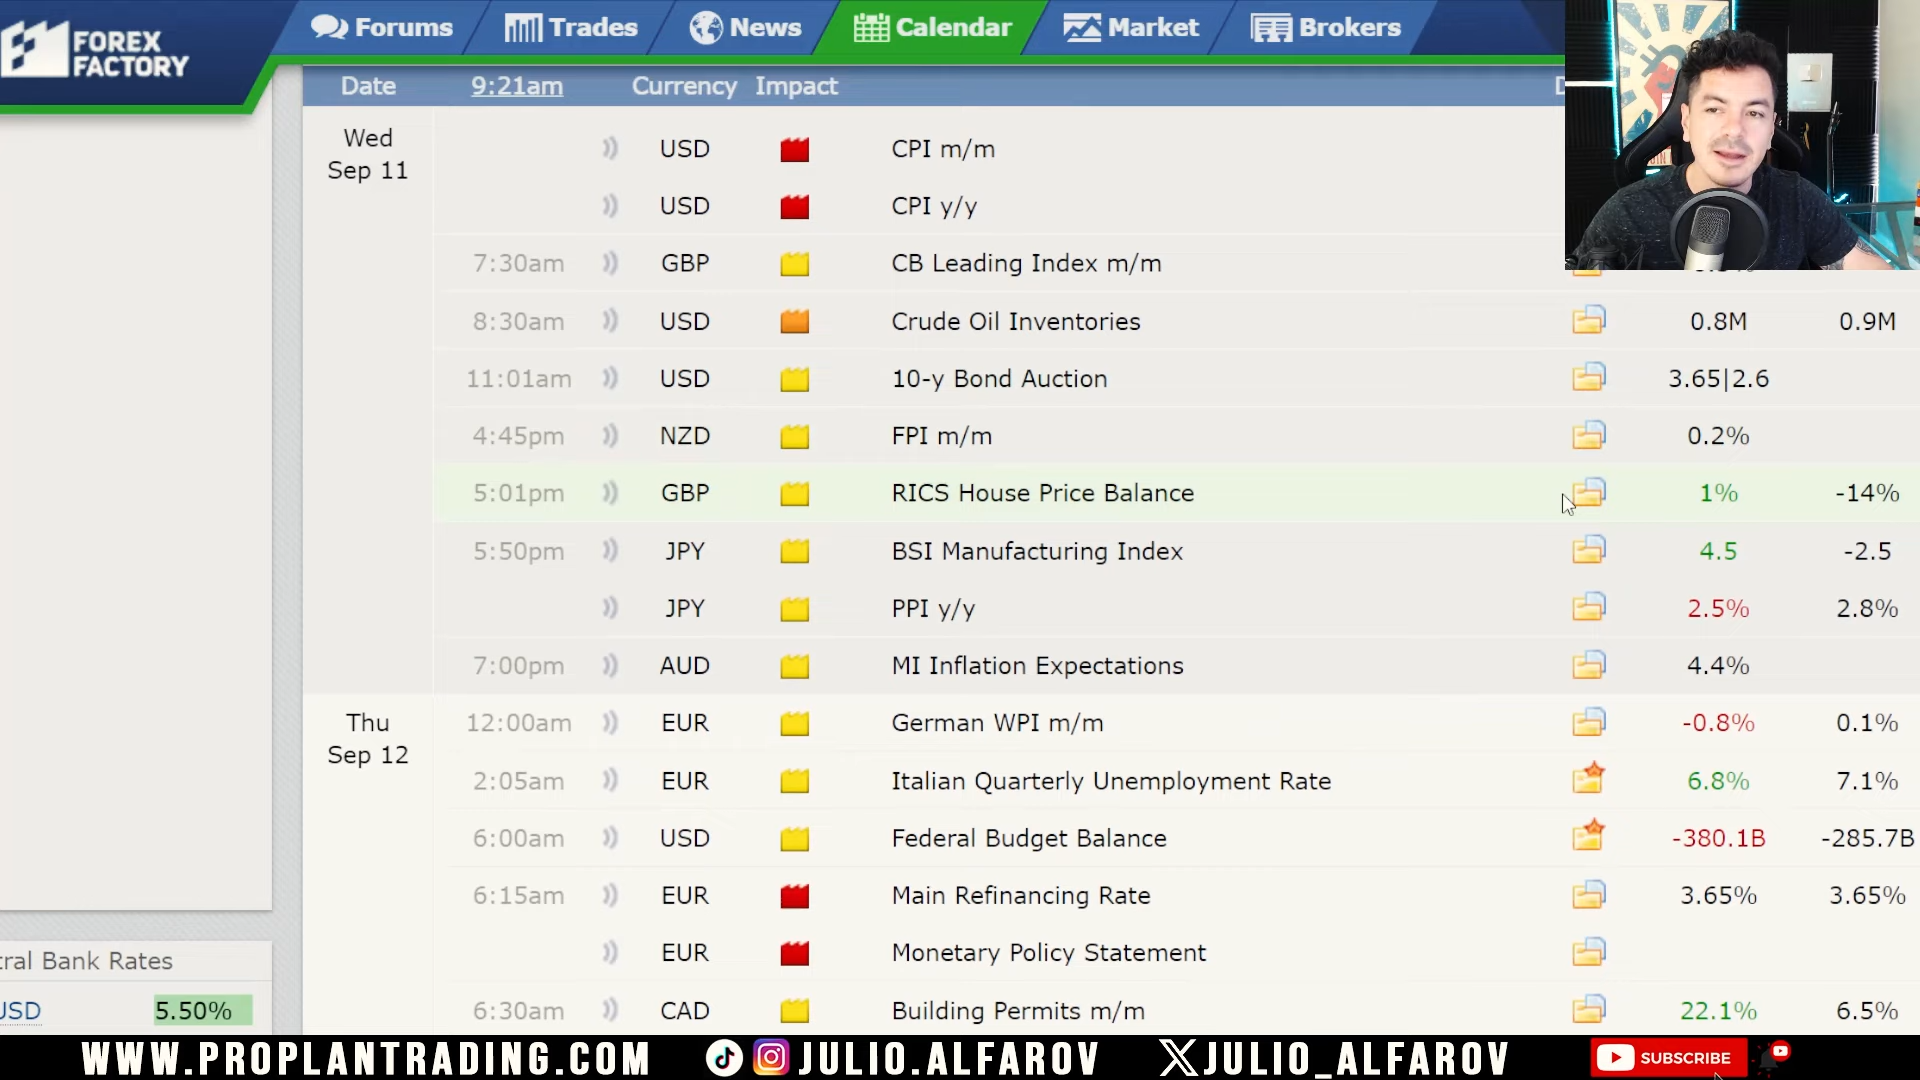 FOREX
FACTORY
Forums
Trades
News
Calendar
Market
Brokers
Date 9:21am Currency Impact
Wed
Sep 11
USD CPI m/m
USD CPI y/y
7:30am GBP CB Leading Index m/m
8:30am USD Crude Oil Inventories 0.8M 0.9M
11:01am USD 10-y Bond Auction 3.65|2.6
4:45pm NZD FPI m/m 0.2%
5:01pm GBP RICS House Price Balance 1% -14%
5:50pm JPY BSI Manufacturing Index 4.5 -2.5
JPY PPI y/y 2.5% 2.8%
7:00pm AUD MI Inflation Expectations 4.4%
Thu
Sep 12
12:00am EUR German WPI m/m -0.8% 0.1%
2:05am EUR Italian Quarterly Unemployment Rate 6.8% 7.1%
6:00am USD Federal Budget Balance -380.1B -285.7B
6:15am EUR Main Refinancing Rate 3.65% 3.65%
EUR Monetary Policy Statement
6:30am CAD Building Permits m/m 22.1% 6.5%
tral Bank Rates
USD 5.50%
WWW.PROPLANTRADING.COM JULIO.ALFAROV JULIO_ALFAROV SUBSCRIBE